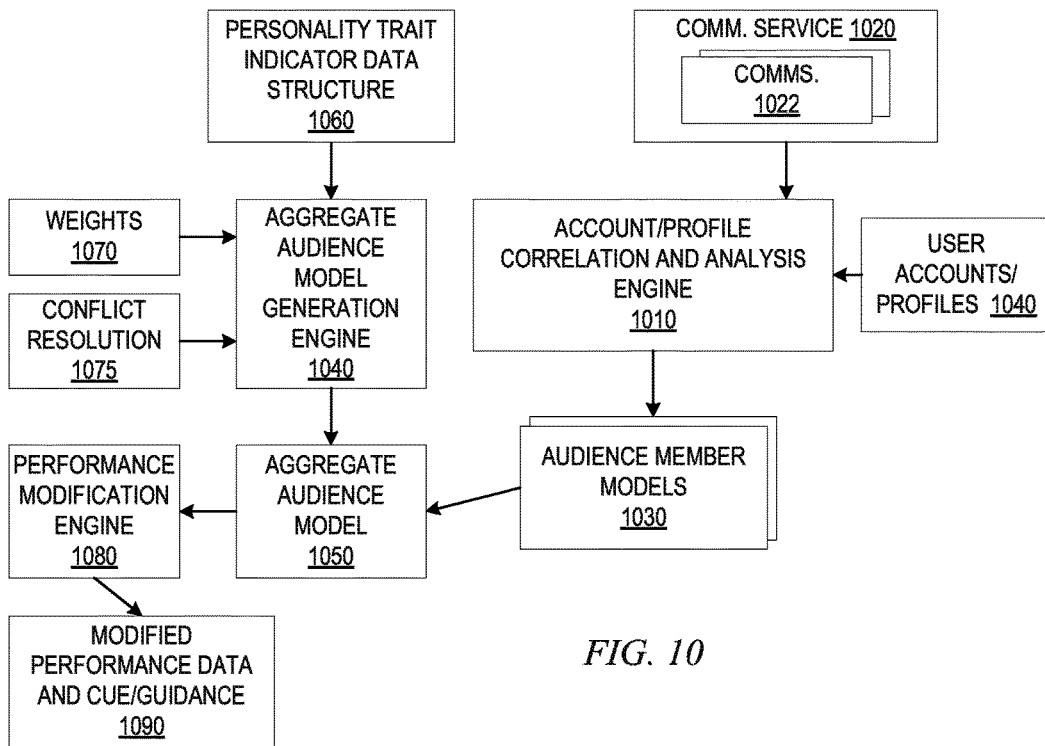 PERSONALITY TRAIT
INDICATOR DATA
STRUCTURE
1060
COMM. SERVICE 1020
COMMS.
1022
WEIGHTS
1070
CONFLICT
RESOLUTION
1075
AGGREGATE
AUDIENCE
MODEL
GENERATION
ENGINE
1040
ACCOUNT/PROFILE
CORRELATION AND ANALYSIS
ENGINE
1010
USER
ACCOUNTS/
PROFILES 1040
PERFORMANCE
MODIFICATION
ENGINE
1080
AGGREGATE
AUDIENCE
MODEL
1050
AUDIENCE MEMBER
MODELS
1030
MODIFIED
PERFORMANCE DATA
AND CUE/GUIDANCE
1090
FIG. 10